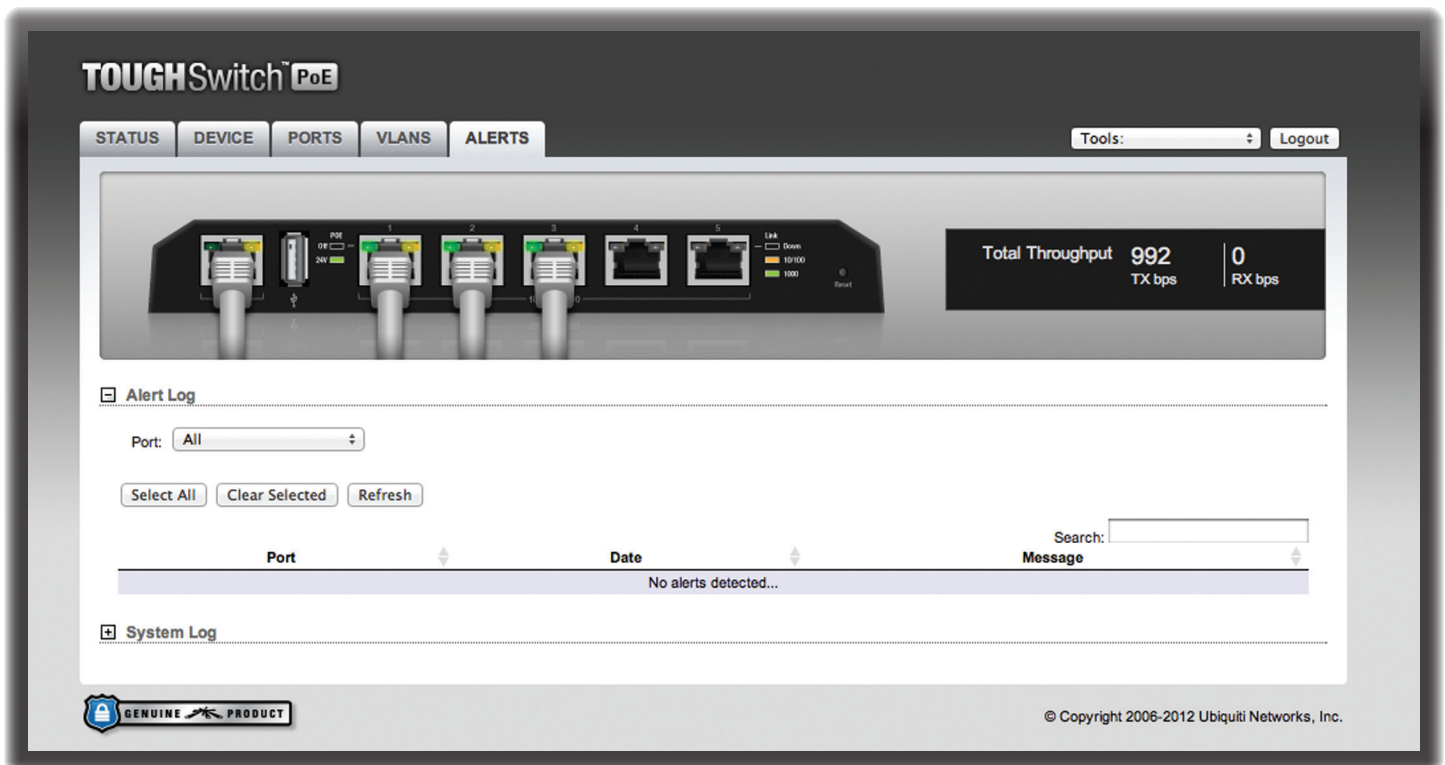 TOUGHSwitch™ PoE
STATUS DEVICE PORTS VLANS ALERTS Tools: Logout
1 2 3 4 5
POE
Off
24V
Link
Down
10/100
1000
Reset
Total Throughput 992 0
TX bps RX bps
Alert Log
Port: All
Select All Clear Selected Refresh
Search:
Port Date Message
No alerts detected...
System Log
GENUINE PRODUCT
© Copyright 2006-2012 Ubiquiti Networks, Inc.